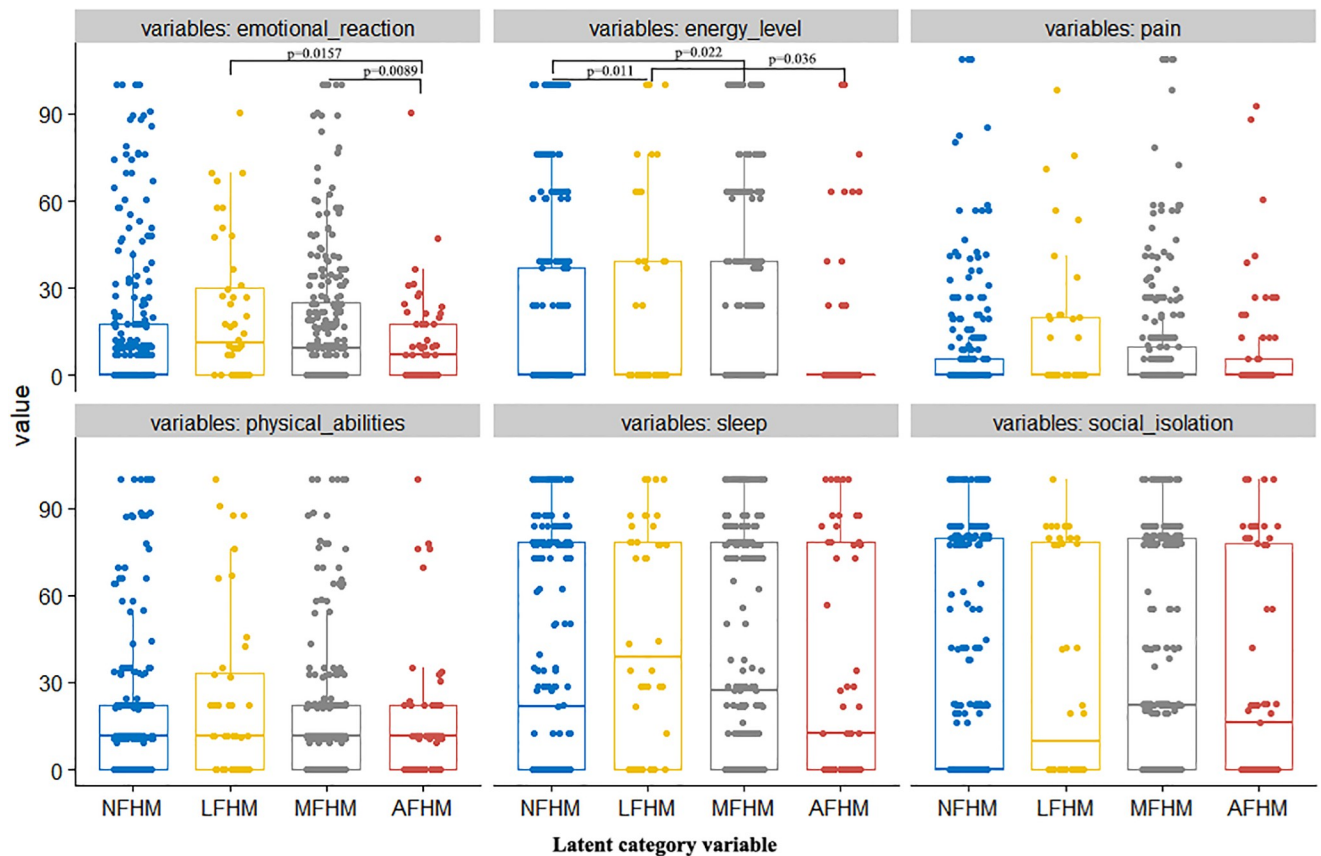 variables: emotional_reaction
variables: energy_level
variables: pain
p=0.0157
p=0.0089
p=0.022
p=0.011
p=0.036
90
60
30
0
value
variables: physical_abilities
variables: sleep
variables: social_isolation
90
60
30
0
NFHM LFHM MFHM AFHM
NFHM LFHM MFHM AFHM
NFHM LFHM MFHM AFHM
Latent category variable